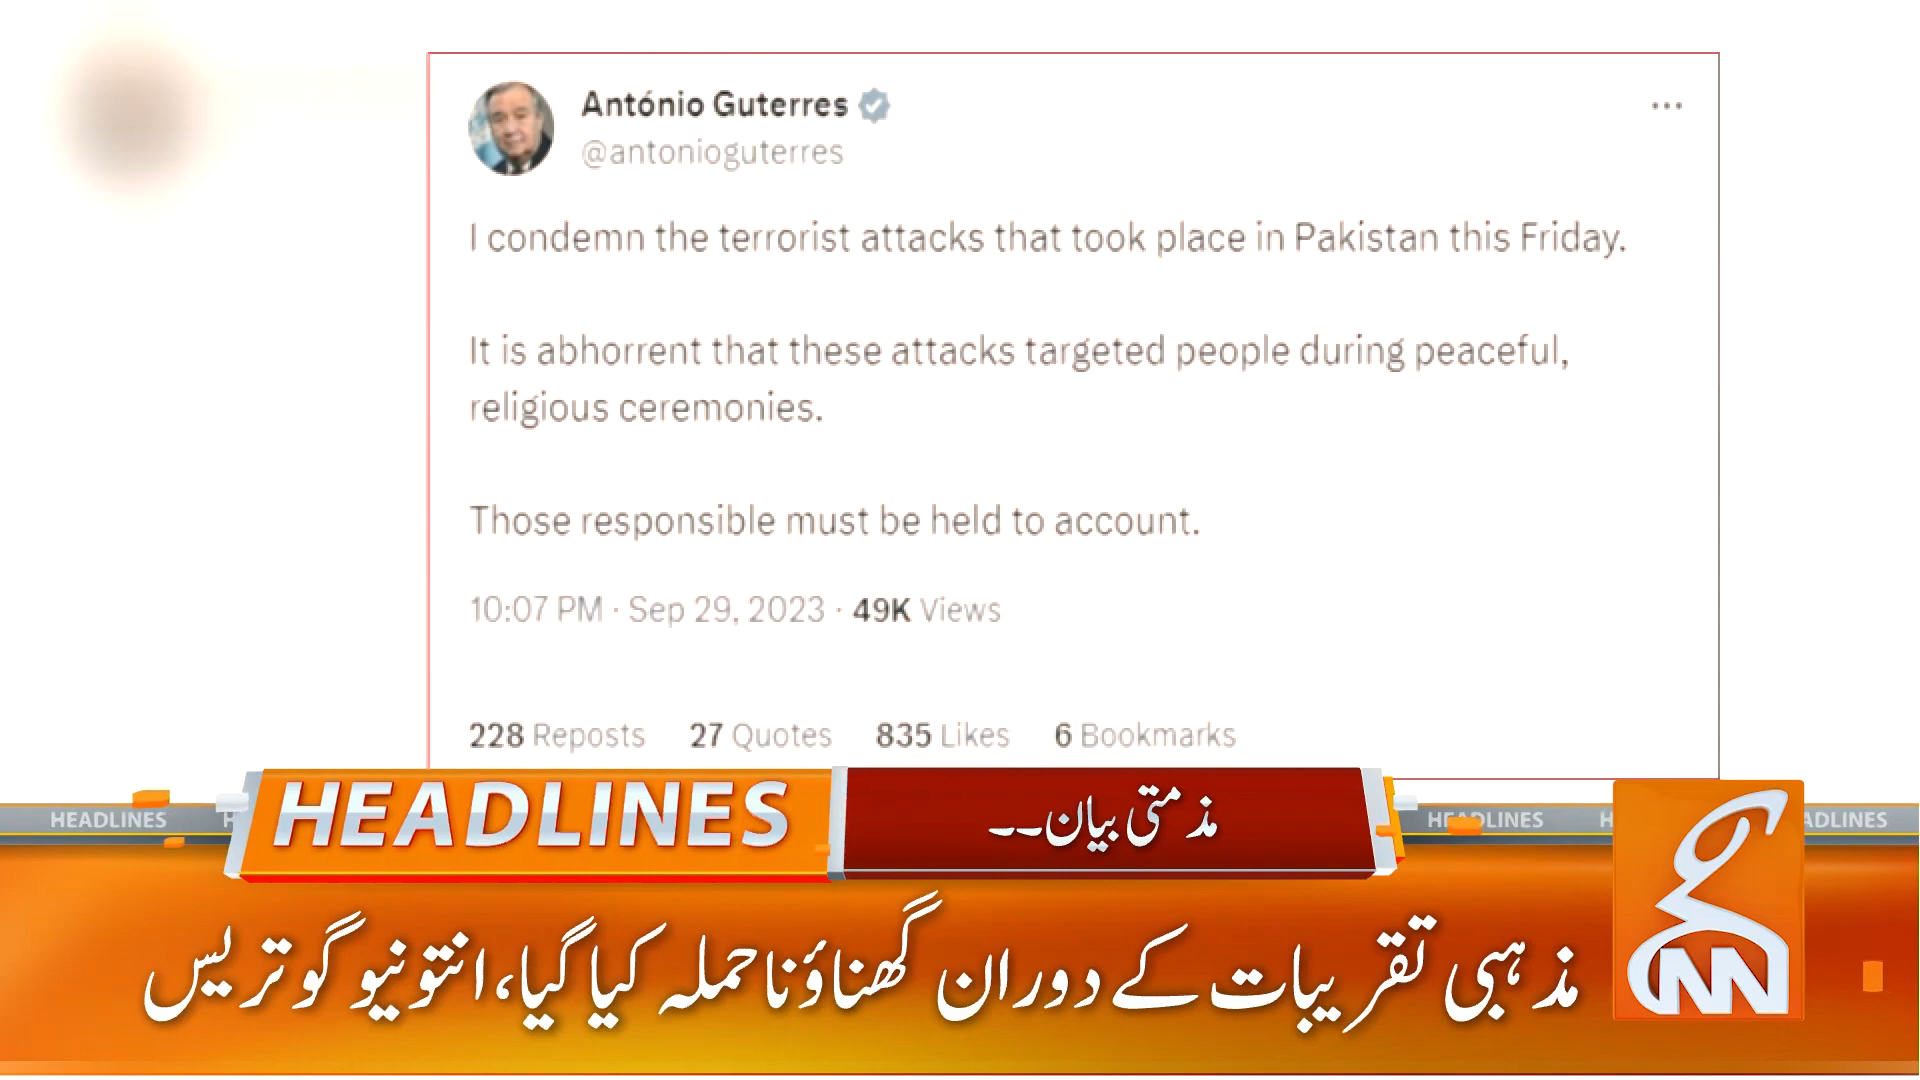 António Guterres
@antonioguterres
I condemn the terrorist attacks that took place in Pakistan this Friday.
It is abhorrent that these attacks targeted people during peaceful,
religious ceremonies.
Those responsible must be held to account.
10:07 PM · Sep 29, 2023 · 49K Views
228 Reposts 27 Quotes 835 Likes 6 Bookmarks
HEADLINES
HEADLINES
مذمتی بیان۔۔
HEADLINES
ADLINES
مذہبی تقریبات کے دوران گھناؤنا حملہ کیا گیا، انتونیو گوتریس
GNN